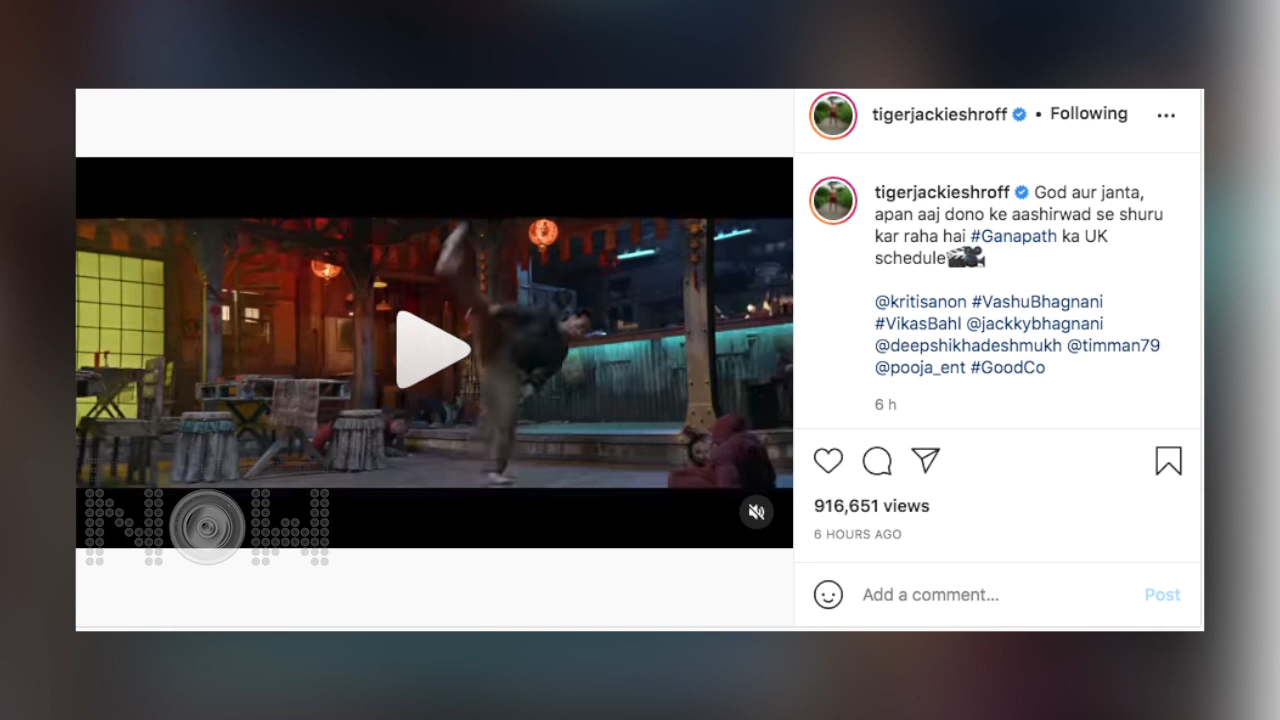 tigerjackieshroff • Following
tigerjackieshroff God aur janta,
apan aaj dono ke aashirwad se shuru
kar raha hai #Ganapath ka UK
schedule🎬🎥
@kritisanon #VashuBhagnani
#VikasBahl @jackkybhagnani
@deepshikhadeshmukh @timman79
@pooja_ent #GoodCo
6 h
916,651 views
6 HOURS AGO
Add a comment...
Post
NOW